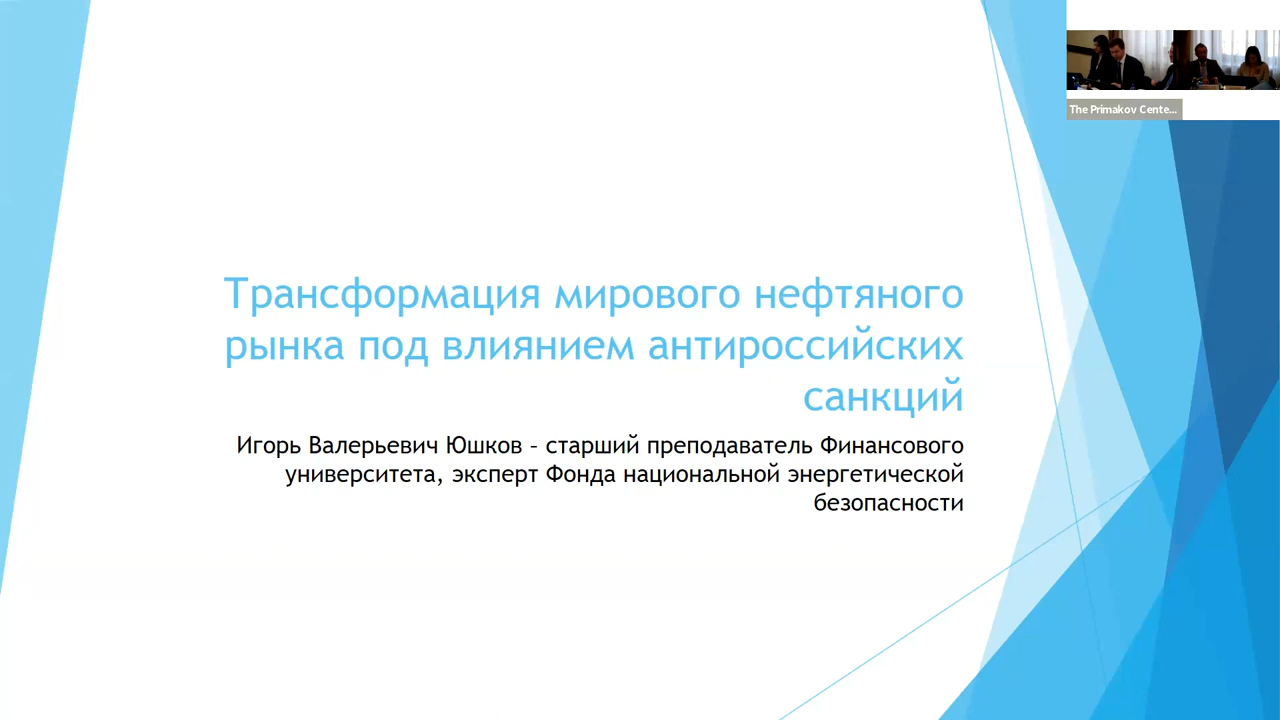 The Primakov Cente...
Трансформация мирового нефтяного
рынка под влиянием антироссийских
санкций
Игорь Валерьевич Юшков – старший преподаватель Финансового
университета, эксперт Фонда национальной энергетической
безопасности